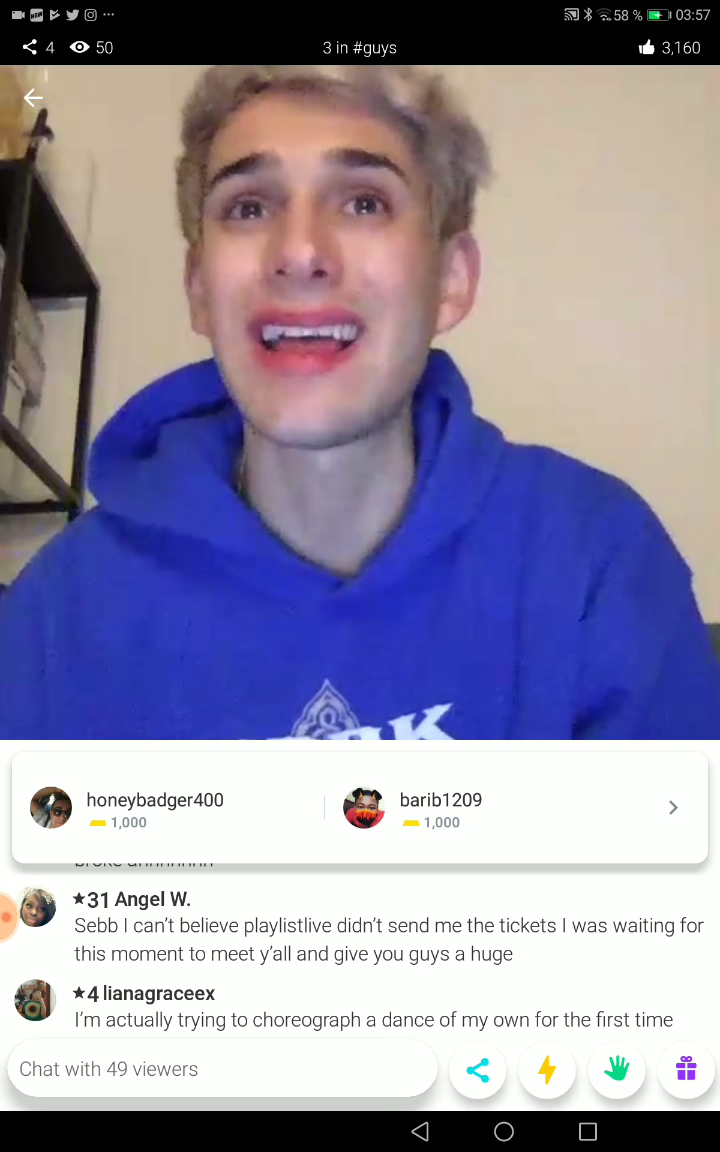 58 % 03:57
4 50 3 in #guys 3,160
honeybadger400 barib1209
1,000 1,000
31 Angel W.
Sebb I can't believe playlistlive didn't send me the tickets I was waiting for
this moment to meet y'all and give you guys a huge
4 lianagraceex
I'm actually trying to choreograph a dance of my own for the first time
Chat with 49 viewers